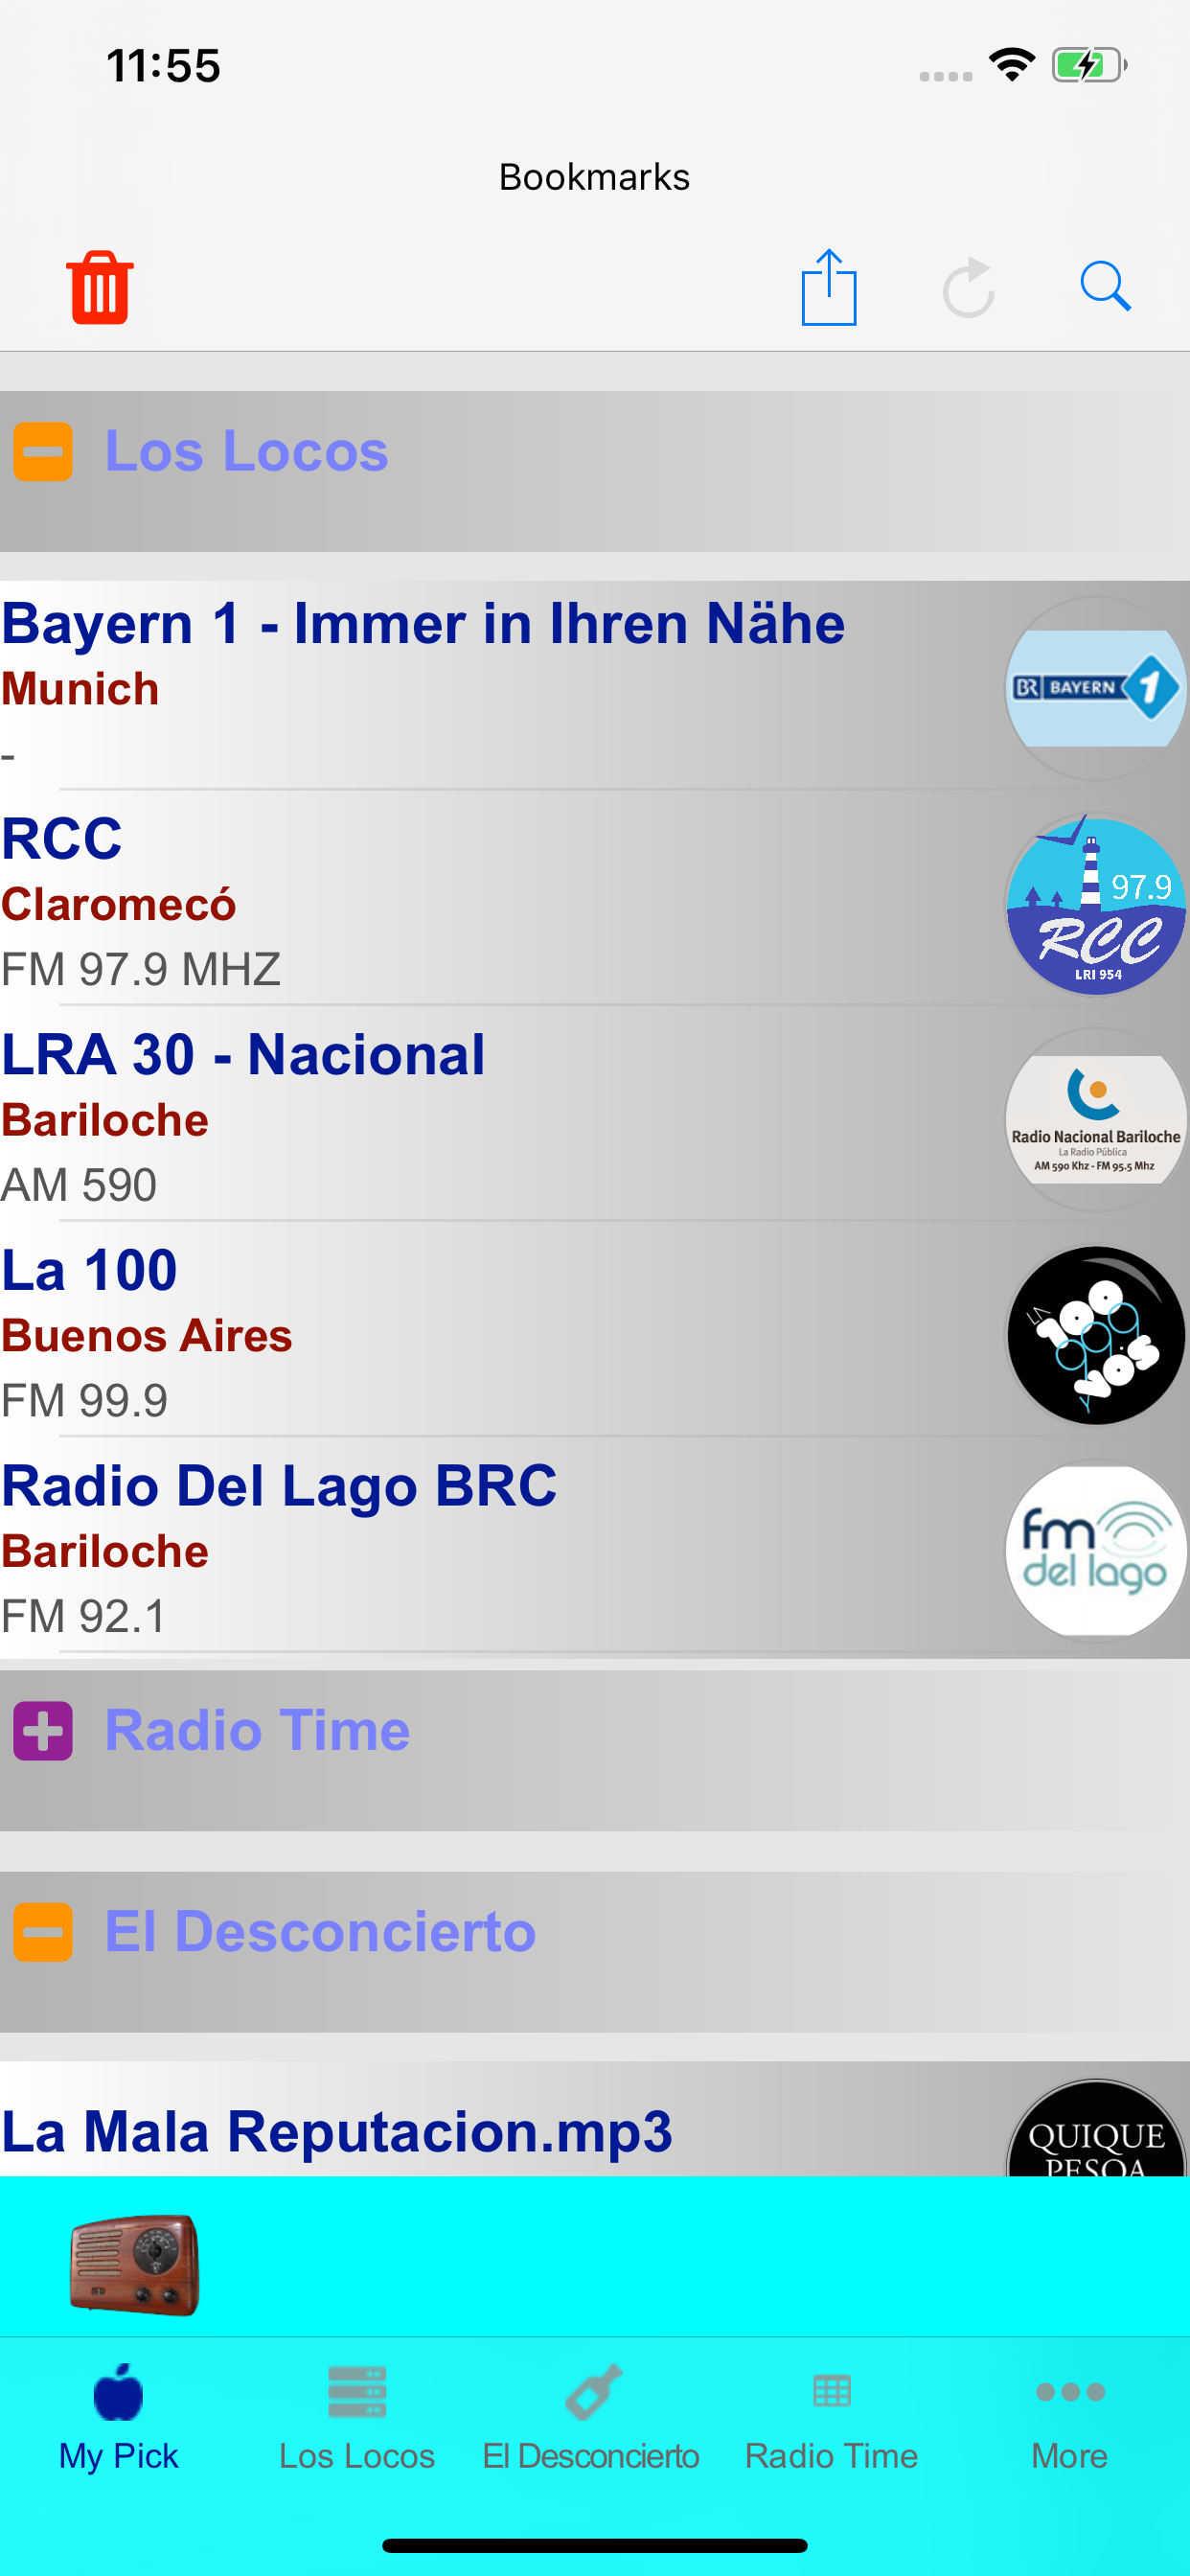 11:55
Bookmarks
Los Locos
Bayern 1 - Immer in Ihren Nähe
Munich
-
BR BAYERN 1
RCC
Claromecó
FM 97.9 MHZ
97.9
RCC
LRI 954
LRA 30 - Nacional
Bariloche
AM 590
Radio Nacional Bariloche
La Radio Pública
AM 590 Khz - FM 95.5 Mhz
La 100
Buenos Aires
FM 99.9
LA
100
999
Y VOS
Radio Del Lago BRC
Bariloche
FM 92.1
fm
del lago
Radio Time
El Desconcierto
La Mala Reputacion.mp3
QUIQUE
PESOA
My Pick
Los Locos
El Desconcierto
Radio Time
More